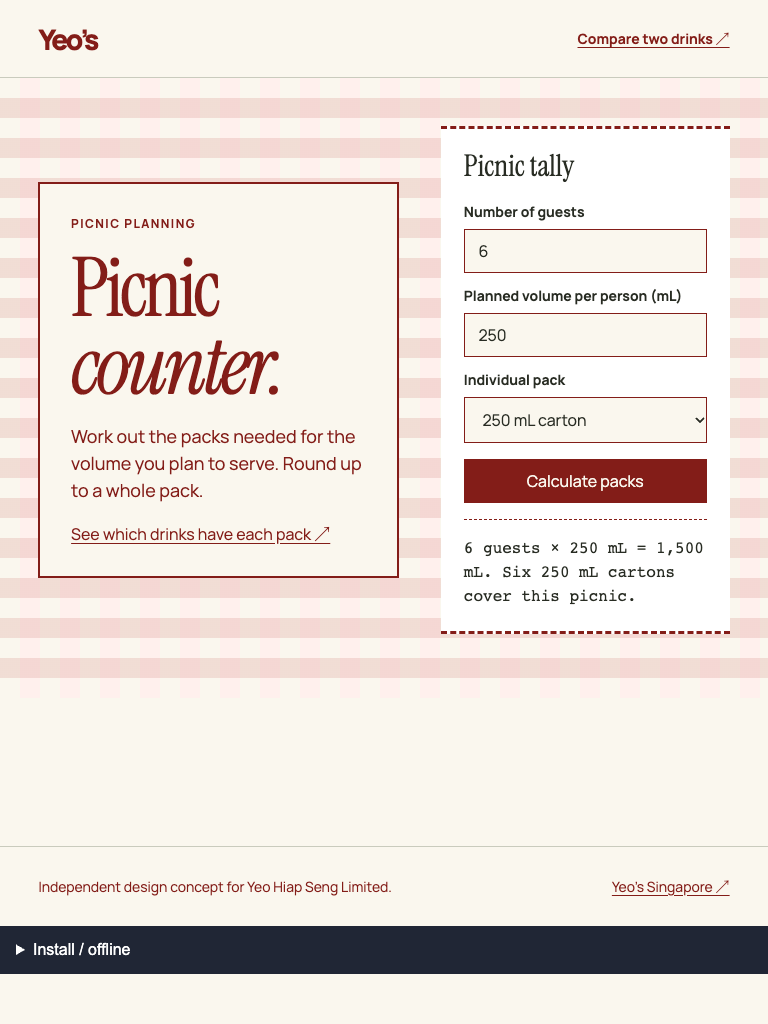 Yeo's
Compare two drinks ↗
PICNIC PLANNING
Picnic
counter.
Work out the packs needed for the
volume you plan to serve. Round up
to a whole pack.
See which drinks have each pack ↗
Picnic tally
Number of guests
6
Planned volume per person (mL)
250
Individual pack
250 mL carton
Calculate packs
6 guests × 250 mL = 1,500
mL. Six 250 mL cartons
cover this picnic.
Independent design concept for Yeo Hiap Seng Limited.
Yeo's Singapore ↗
Install / offline